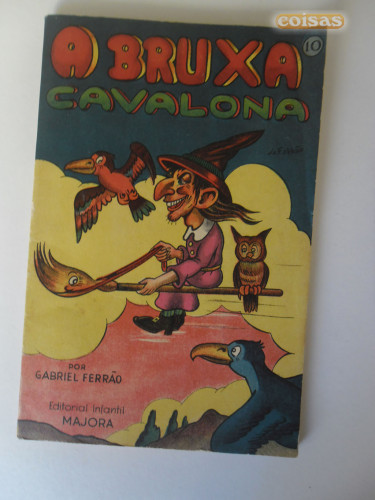 coisas
10
A BRUXA
CAVALONA
POR
GABRIEL FERRÃO
Editorial Infantil
MAJORA